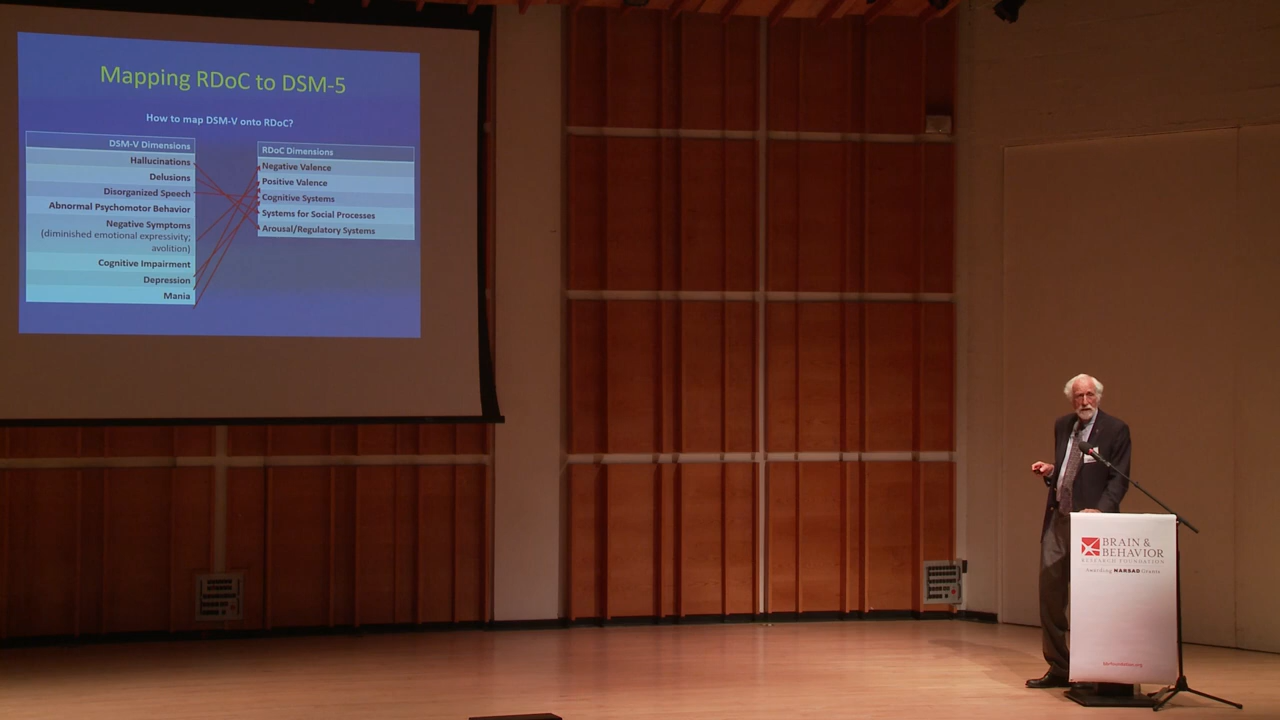 Mapping RDoC to DSM-5
How to map DSM-V onto RDoC?
DSM-V Dimensions
Hallucinations
Delusions
Disorganized Speech
Abnormal Psychomotor Behavior
Negative Symptoms
(diminished emotional expressivity;
avolition)
Cognitive Impairment
Depression
Mania
RDoC Dimensions
Negative Valence
Positive Valence
Cognitive Systems
Systems for Social Processes
Arousal/Regulatory Systems
BRAIN &
BEHAVIOR
RESEARCH FOUNDATION
Awarding NARSAD Grants
bbrfoundation.org